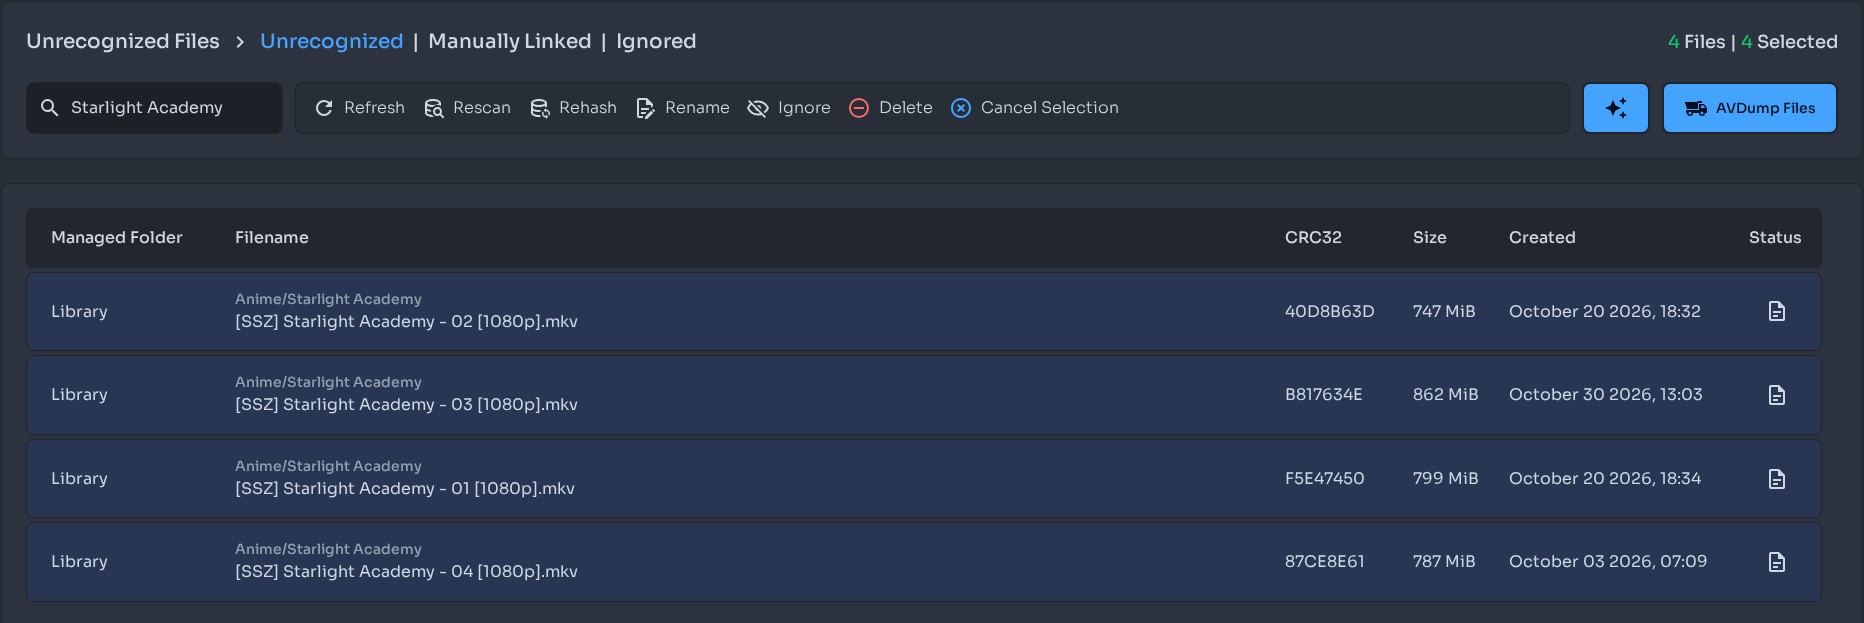 Unrecognized Files > Unrecognized | Manually Linked | Ignored
4 Files | 4 Selected
Starlight Academy
Refresh Rescan Rehash Rename Ignore Delete Cancel Selection
AVDump Files
Managed Folder Filename CRC32 Size Created Status
Anime/Starlight Academy
Library [SSZ] Starlight Academy - 02 [1080p].mkv 40D8B63D 747 MiB October 20 2026, 18:32
Anime/Starlight Academy
Library [SSZ] Starlight Academy - 03 [1080p].mkv B817634E 862 MiB October 30 2026, 13:03
Anime/Starlight Academy
Library [SSZ] Starlight Academy - 01 [1080p].mkv F5E47450 799 MiB October 20 2026, 18:34
Anime/Starlight Academy
Library [SSZ] Starlight Academy - 04 [1080p].mkv 87CE8E61 787 MiB October 03 2026, 07:09